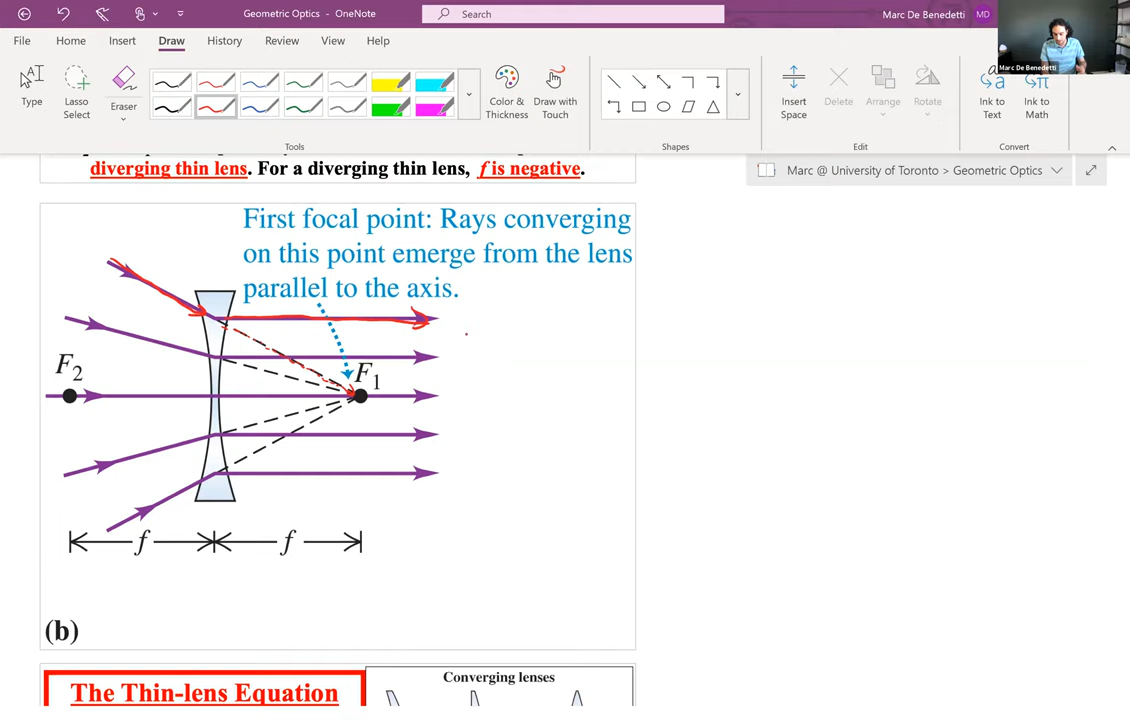 Geometric Optics - OneNote
Search
Marc De Benedetti
MD
Marc De Benedetti
File
Home
Insert
Draw
History
Review
View
Help
Type
Lasso Select
Eraser
Color & Thickness
Draw with Touch
Insert Space
Delete
Arrange
Rotate
Ink to Text
Ink to Math
Tools
Shapes
Edit
Convert
Marc @ University of Toronto > Geometric Optics
diverging thin lens. For a diverging thin lens, f is negative.
First focal point: Rays converging
on this point emerge from the lens
parallel to the axis.
F2
F1
f
f
(b)
The Thin-lens Equation
Converging lenses